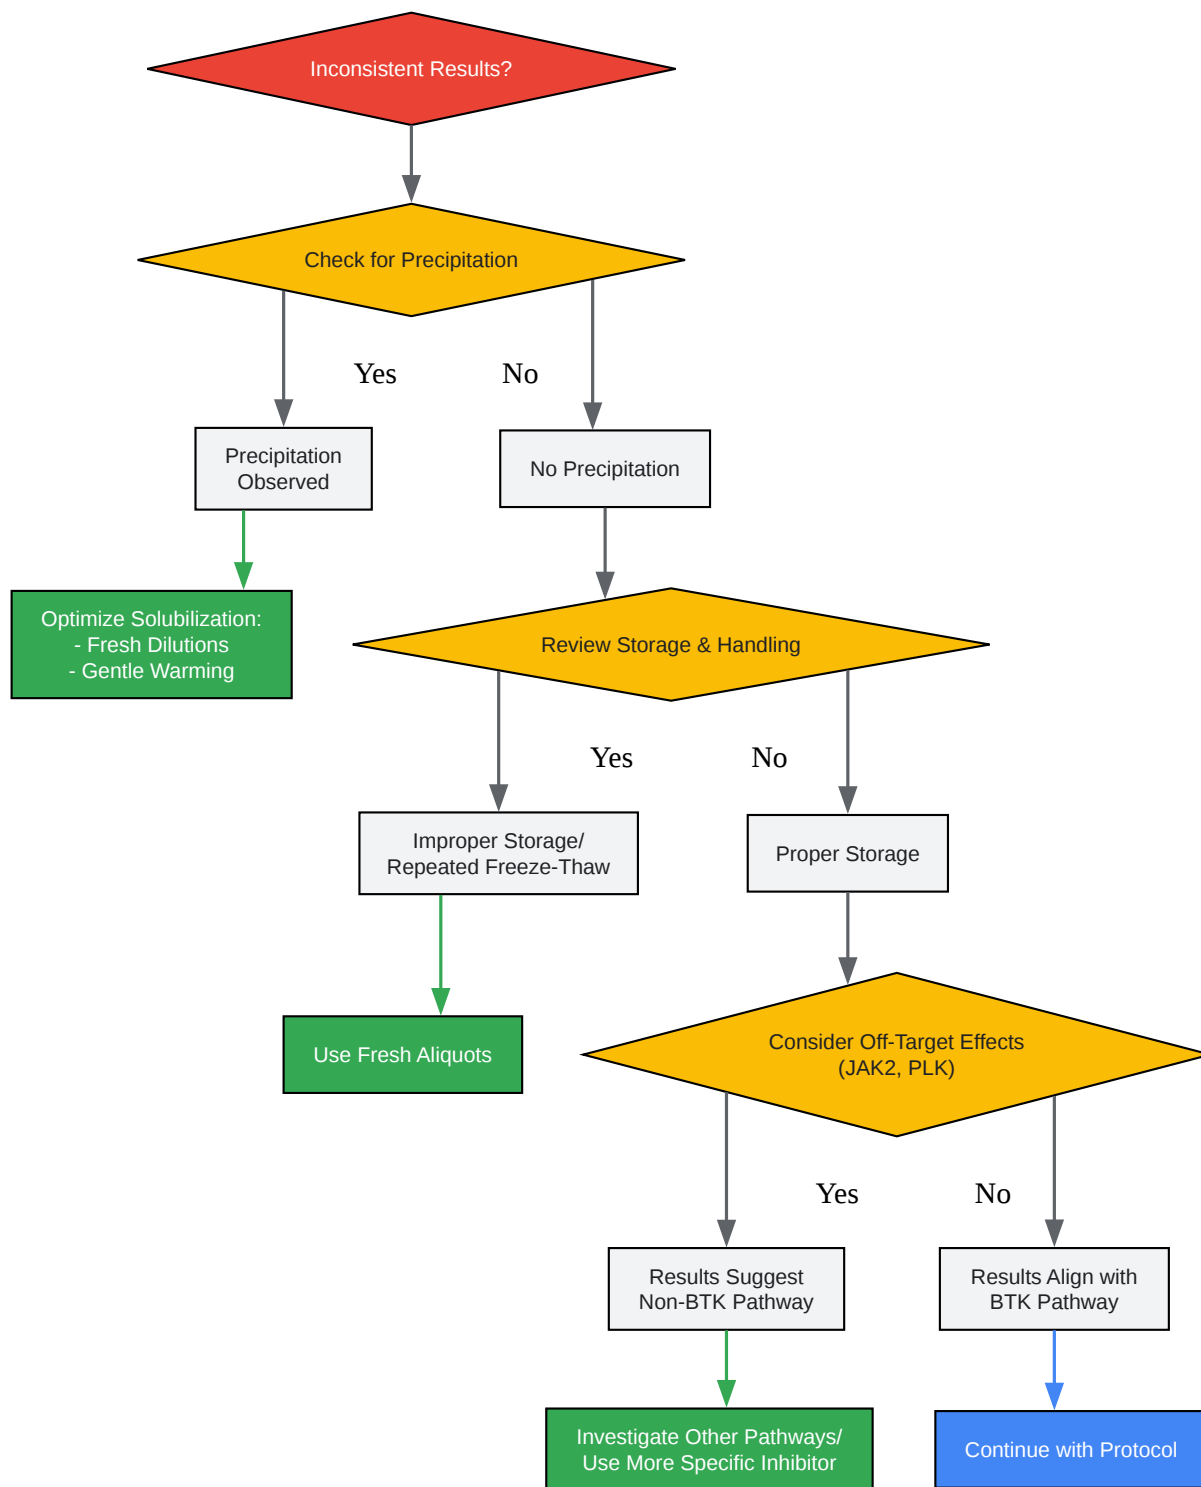 Inconsistent Results?
Check for Precipitation
Yes
No
Precipitation
Observed
No Precipitation
Optimize Solubilization:
- Fresh Dilutions
- Gentle Warming
Review Storage & Handling
Yes
No
Improper Storage/
Repeated Freeze-Thaw
Proper Storage
Use Fresh Aliquots
Consider Off-Target Effects
(JAK2, PLK)
Yes
No
Results Suggest
Non-BTK Pathway
Results Align with
BTK Pathway
Investigate Other Pathways/
Use More Specific Inhibitor
Continue with Protocol